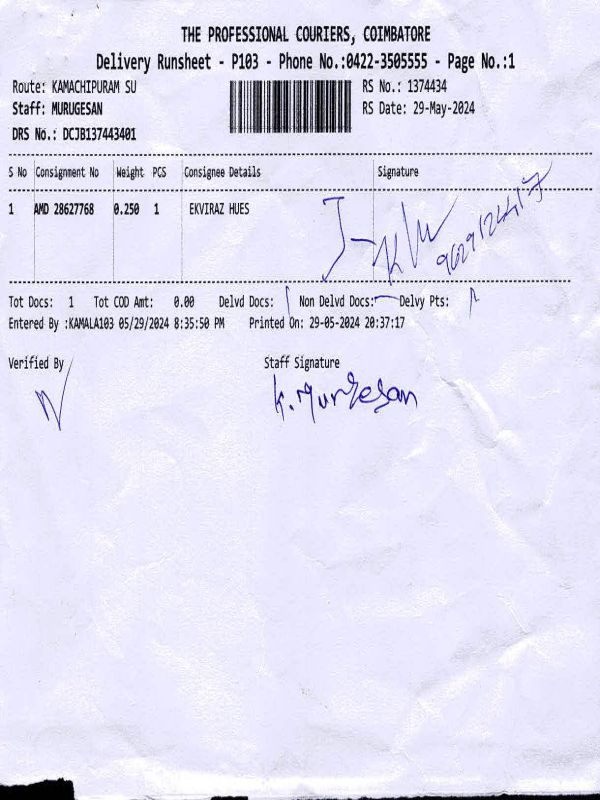 THE PROFESSIONAL COURIERS, COIMBATORE
Delivery Runsheet - P103 - Phone No.:0422-3505555 - Page No.:1
Route: KAMACHIPURAM SU RS No.: 1374434
Staff: MURUGESAN RS Date: 29-May-2024
DRS No.: DCJB137443401
S No Consignment No Weight PCS Consignee Details Signature
1 AMD 28627768 0.250 1 EKVIRAZ HUES
Tot Docs: 1 Tot COD Amt: 0.00 Delvd Docs: Non Delvd Docs: Delvy Pts:
Entered By :KAMALA103 05/29/2024 8:35:50 PM Printed On: 29-05-2024 20:37:17
Verified By Staff Signature
K. Murgesan